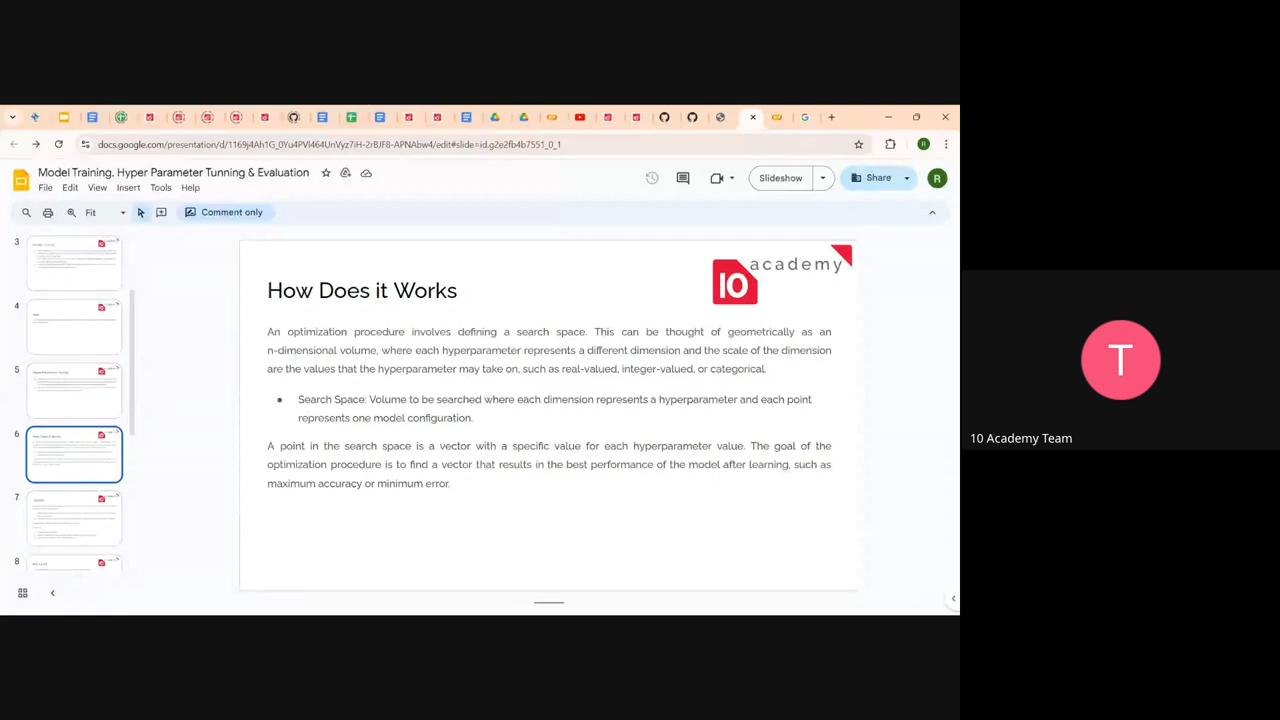 docs.google.com/presentation/d/1169j4Ah1G_0Yu4PVI464UnVyz7iH-2rBJF8-APNAbw4/edit#slide=id.g2e2fb4b7551_0_1
R
Model Training, Hyper Parameter Tunning & Evaluation
File Edit View Insert Tools Help
Slideshow
Share
R
Fit
Comment only
3
4
5
6
7
8
10 academy
How Does it Works
An optimization procedure involves defining a search space. This can be thought of geometrically as an
n-dimensional volume, where each hyperparameter represents a different dimension and the scale of the dimension
are the values that the hyperparameter may take on, such as real-valued, integer-valued, or categorical.
● Search Space: Volume to be searched where each dimension represents a hyperparameter and each point
represents one model configuration.
A point in the search space is a vector with a specific value for each hyperparameter value. The goal of the
optimization procedure is to find a vector that results in the best performance of the model after learning, such as
maximum accuracy or minimum error.
T
10 Academy Team